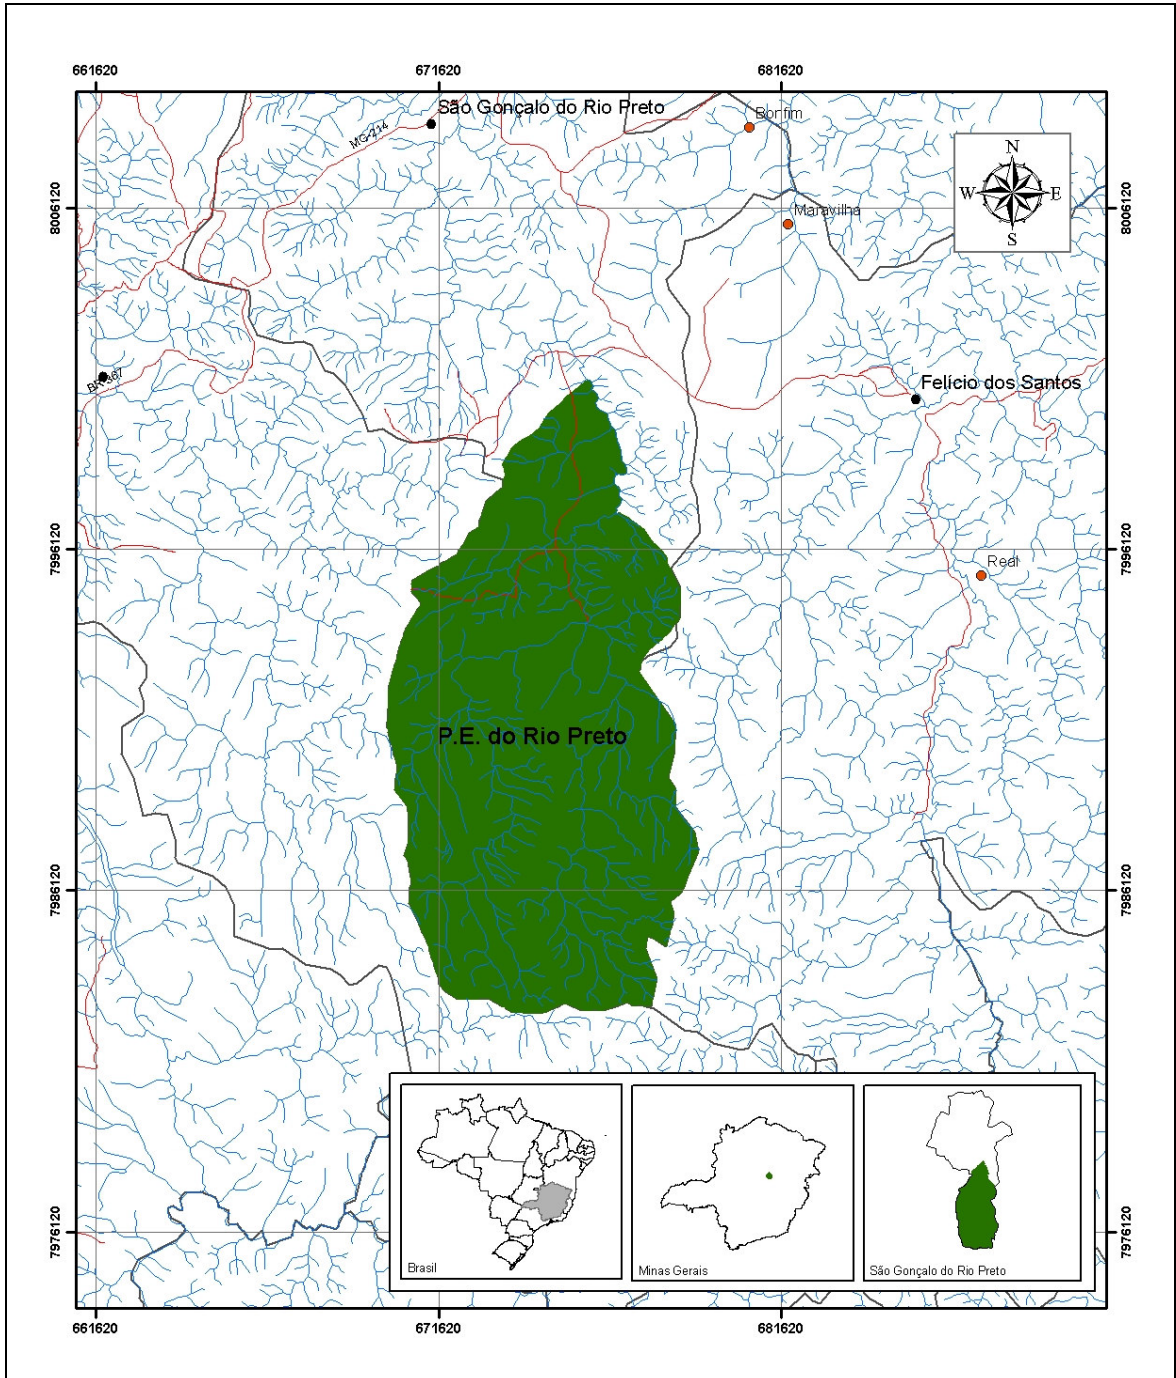 661620
671620
681620
São Gonçalo do Rio Preto
Bonfim
MG-214
N
W
E
S
8006120
8006120
Maravilha
BR-367
Felício dos Santos
7996120
7996120
Real
P.E. do Rio Preto
7986120
7986120
7976120
7976120
Brasil
Minas Gerais
São Gonçalo do Rio Preto
661620
671620
681620